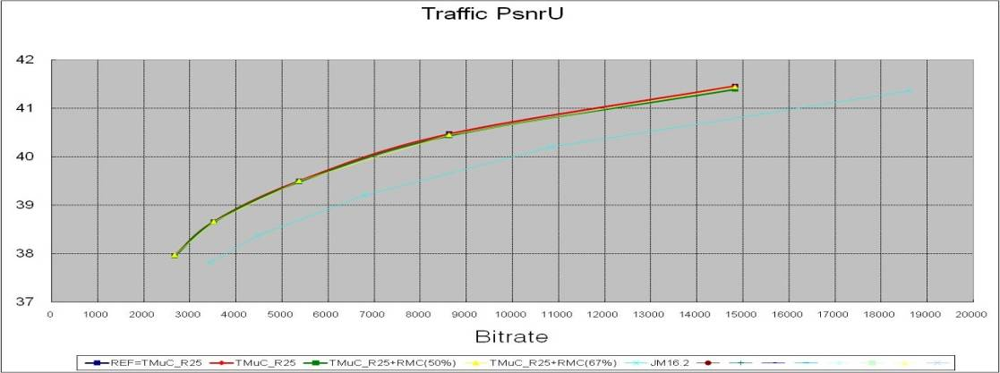 Traffic PsnrU
42
41
40
39
38
37
0 1000 2000 3000 4000 5000 6000 7000 8000 9000 10000 11000 12000 13000 14000 15000 16000 17000 18000 19000 20000
Bitrate
REF=TMuC_R25 TMuC_R25 TMuC_R25+RMC(50%) TMuC_R25+RMC(67%) JM16.2